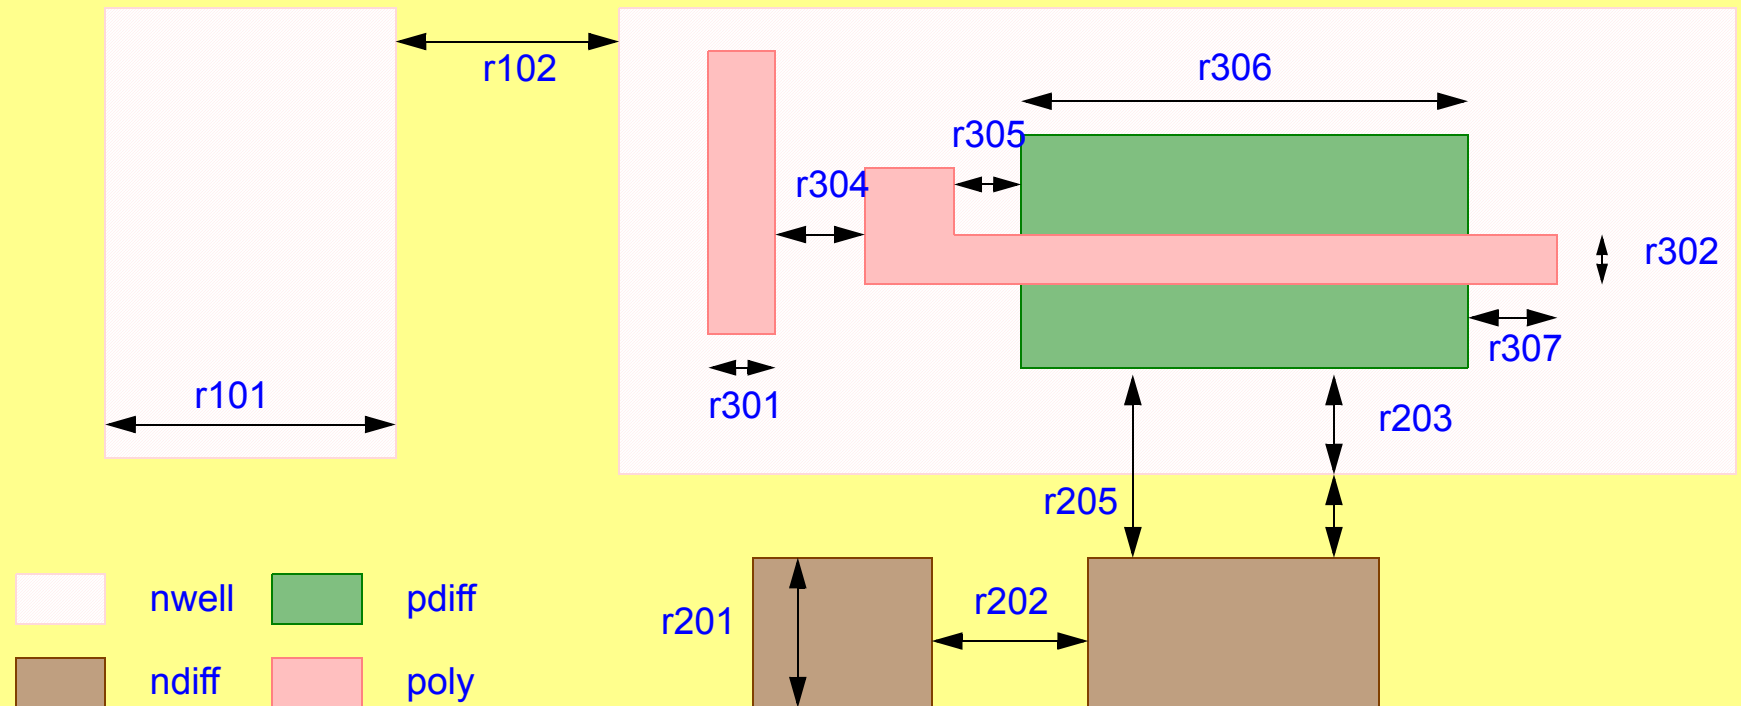 r102
r306
r305
r304
r302
r307
r101
r301
r203
r205
nwell
pdiff
r202
r201
ndiff
poly